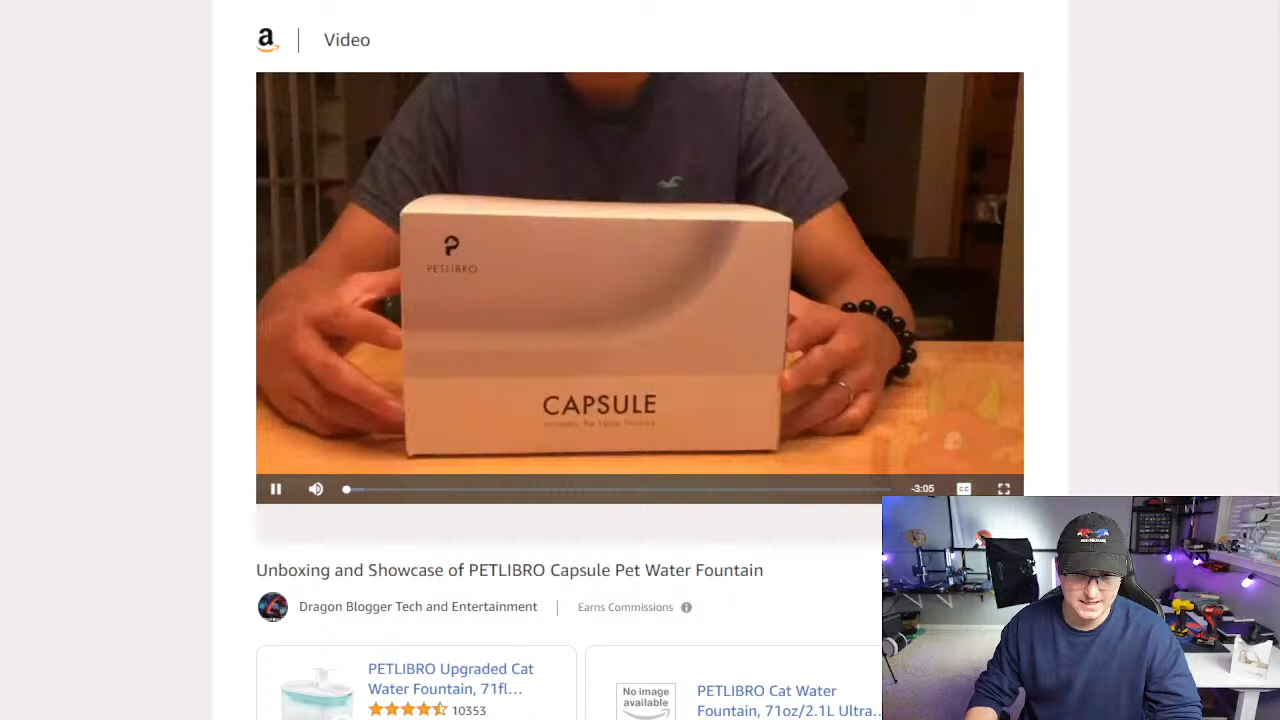 a
Video
PETLIBRO
CAPSULE
-3:05
CC
Unboxing and Showcase of PETLIBRO Capsule Pet Water Fountain
Dragon Blogger Tech and Entertainment
Earns Commissions
PETLIBRO Upgraded Cat
Water Fountain, 71fl...
10353
No image
available
PETLIBRO Cat Water
Fountain, 71oz/2.1L Ultra...